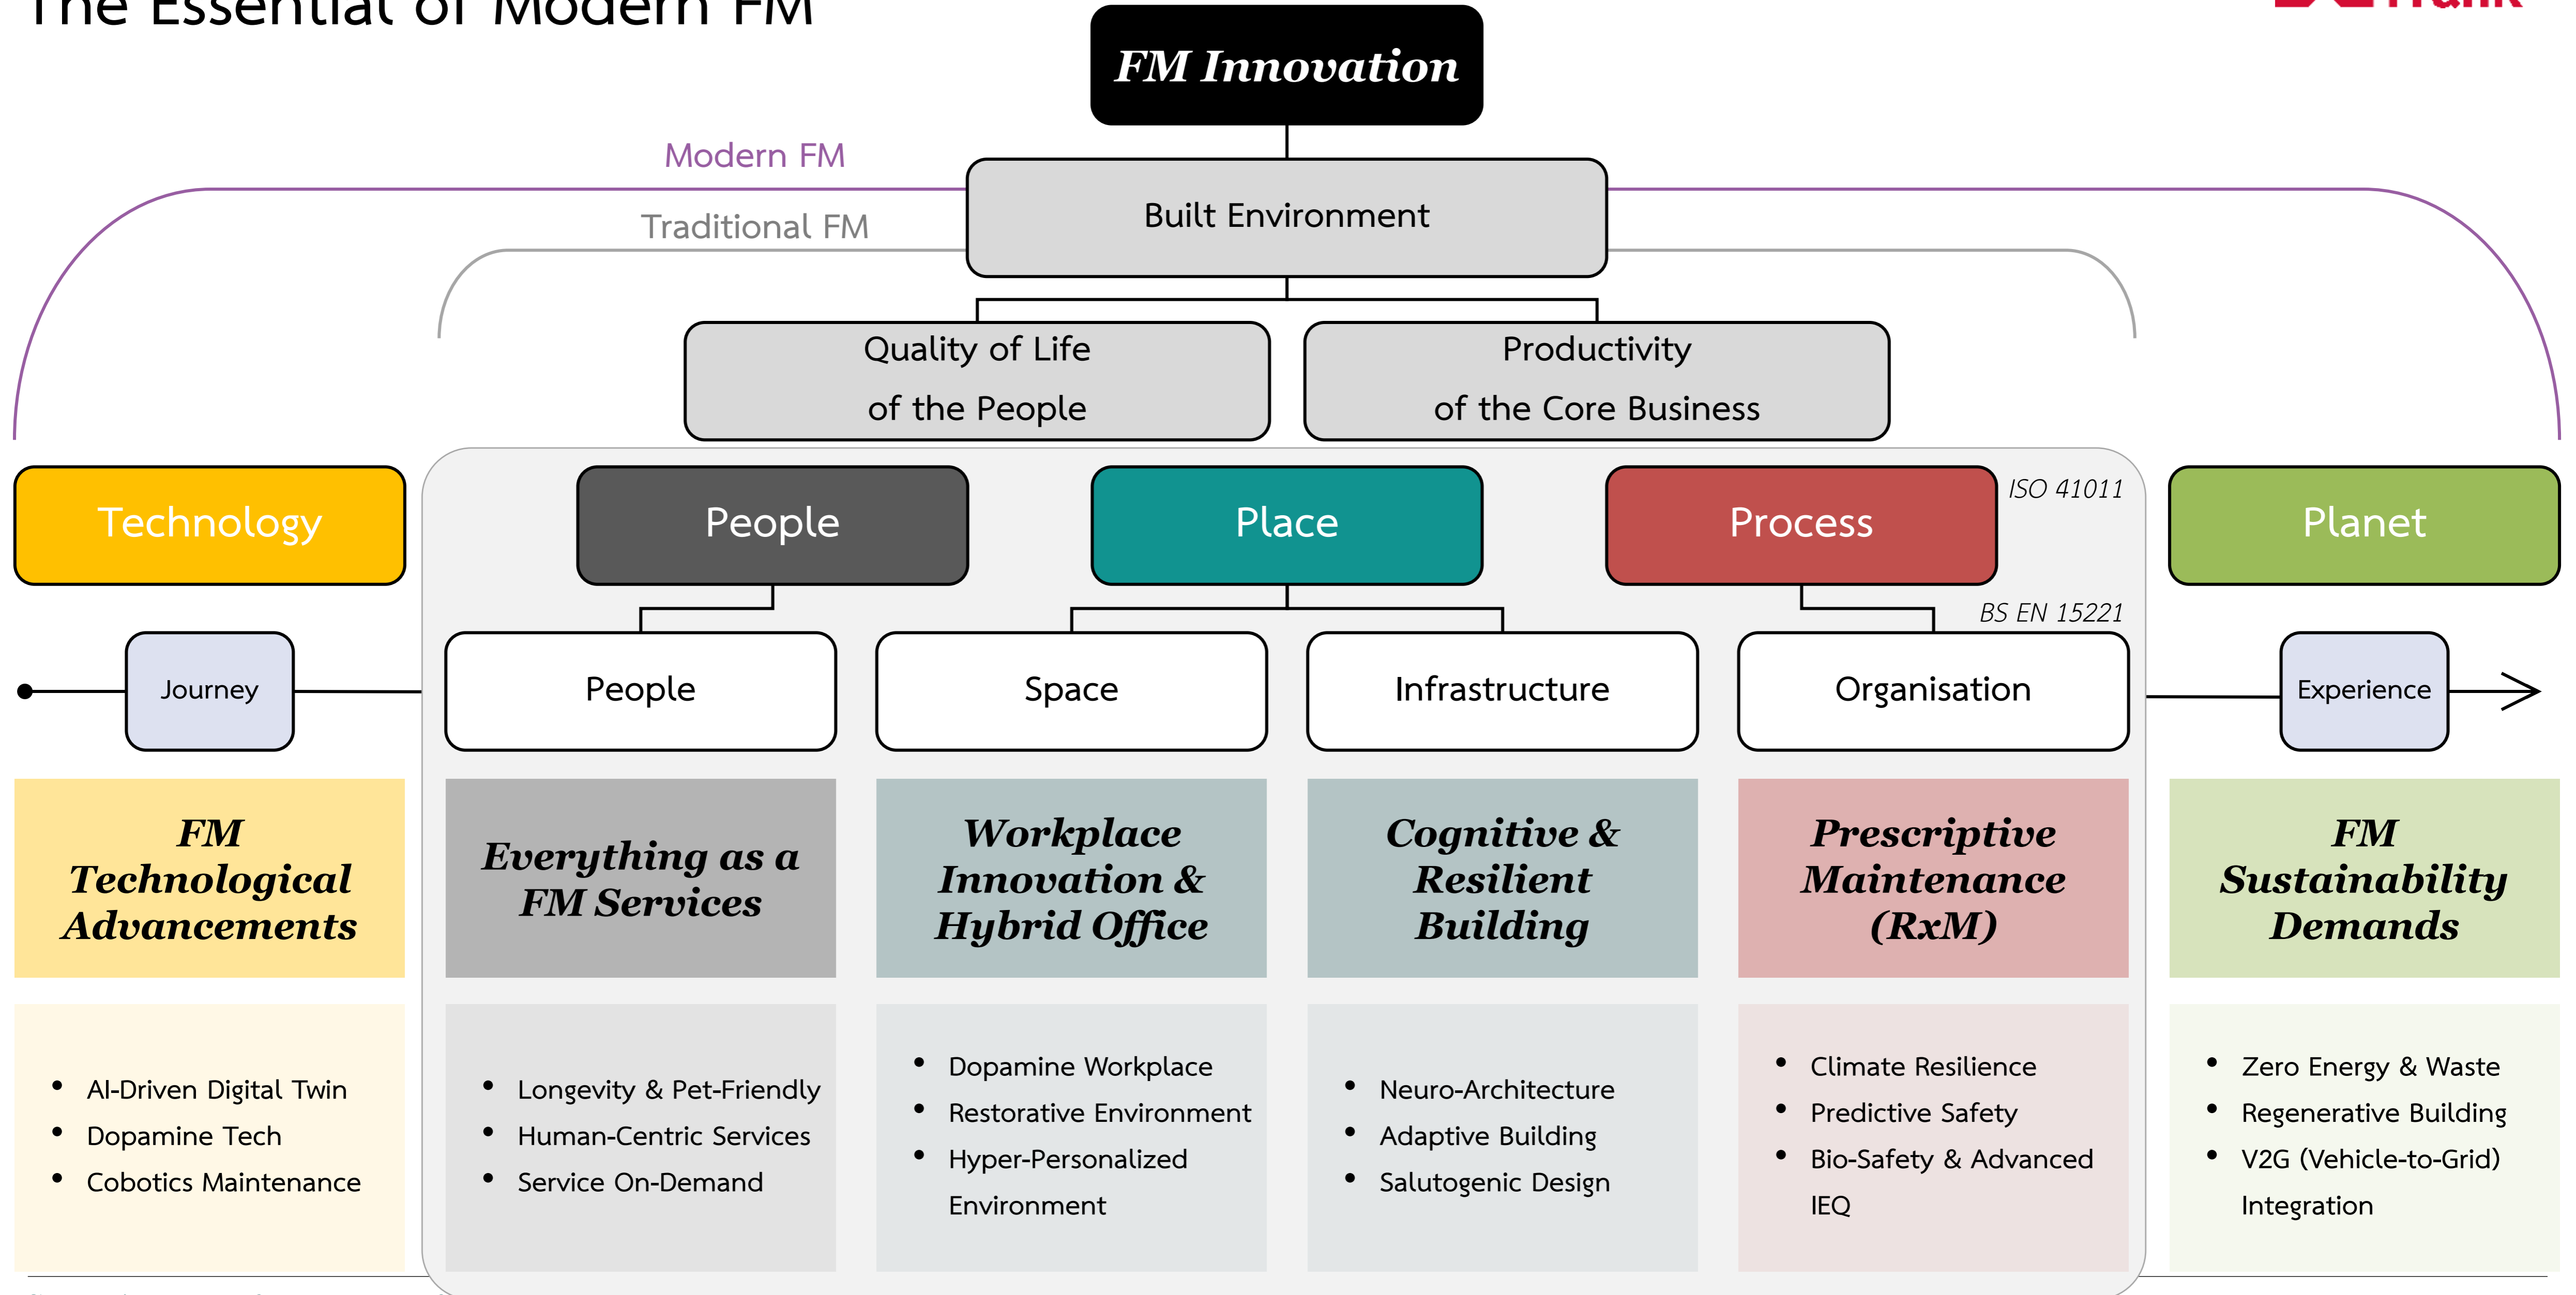 The Essential of Modern FM
Frank
FM Innovation
Modern FM
Built Environment
Traditional FM
Quality of Life
of the People
Productivity
of the Core Business
Technology
People
Place
Process
ISO 41011
Planet
BS EN 15221
Journey
People
Space
Infrastructure
Organisation
Experience
FM
Technological
Advancements
Everything as a
FM Services
Workplace
Innovation &
Hybrid Office
Cognitive &
Resilient
Building
Prescriptive
Maintenance
(RxM)
FM
Sustainability
Demands
• AI-Driven Digital Twin
• Dopamine Tech
• Cobotics Maintenance
• Longevity & Pet-Friendly
• Human-Centric Services
• Service On-Demand
• Dopamine Workplace
• Restorative Environment
• Hyper-Personalized
Environment
• Neuro-Architecture
• Adaptive Building
• Salutogenic Design
• Climate Resilience
• Predictive Safety
• Bio-Safety & Advanced
IEQ
• Zero Energy & Waste
• Regenerative Building
• V2G (Vehicle-to-Grid)
Integration